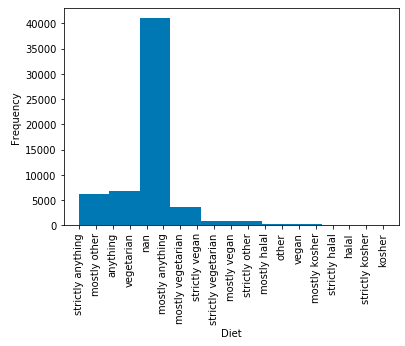 40000
35000
30000
25000
20000
15000
10000
5000
0
Frequency
strictly anything
mostly other
anything
vegetarian
nan
mostly anything
mostly vegetarian
strictly vegan
strictly vegetarian
mostly vegan
strictly other
mostly halal
other
vegan
mostly kosher
strictly halal
halal
strictly kosher
kosher
Diet